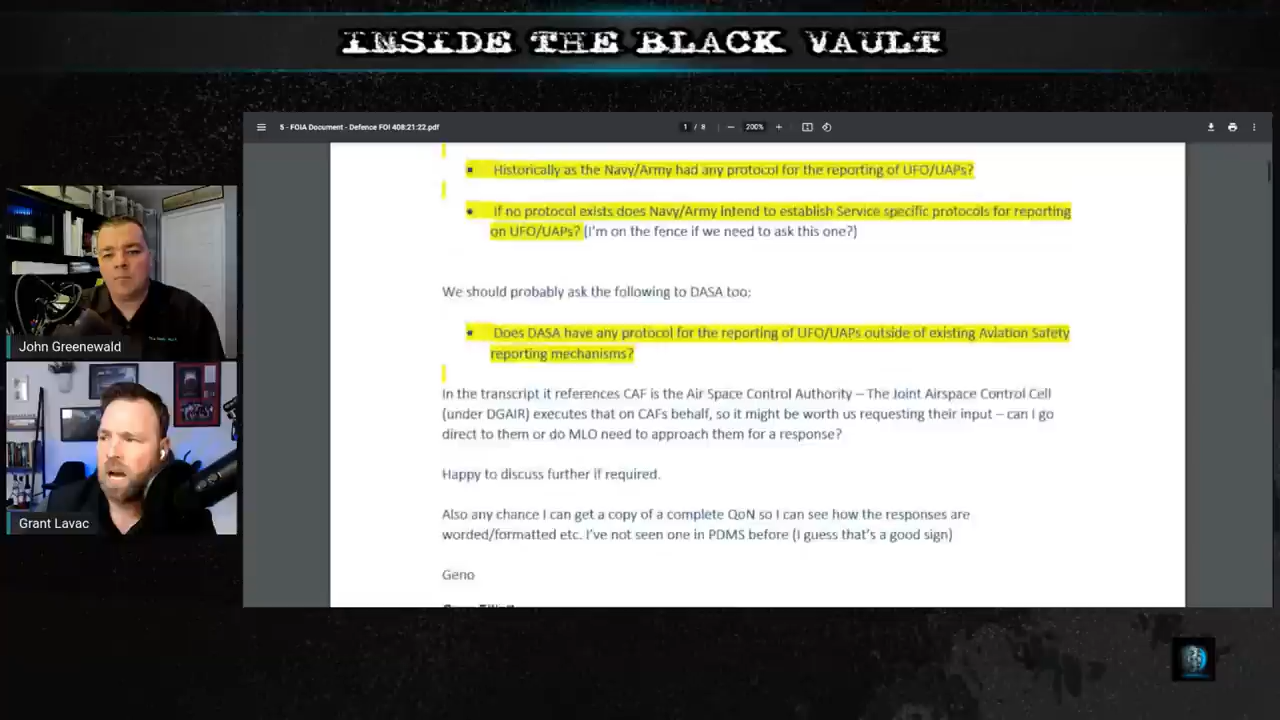 INSIDE THE BLACK VAULT
5 - FOIA Document - Defence FOI 408:21:22.pdf
1 / 8
200%
Historically as the Navy/Army had any protocol for the reporting of UFO/UAPs?
If no protocol exists does Navy/Army intend to establish Service specific protocols for reporting
on UFO/UAPs? (I'm on the fence if we need to ask this one?)
We should probably ask the following to DASA too:
Does DASA have any protocol for the reporting of UFO/UAPs outside of existing Aviation Safety
reporting mechanisms?
In the transcript it references CAF is the Air Space Control Authority – The Joint Airspace Control Cell
(under DGAIR) executes that on CAFs behalf, so it might be worth us requesting their input – can I go
direct to them or do MLO need to approach them for a response?
Happy to discuss further if required.
Also any chance I can get a copy of a complete QoN so I can see how the responses are
worded/formatted etc. I've not seen one in PDMS before (I guess that's a good sign)
Geno
John Greenewald
Grant Lavac